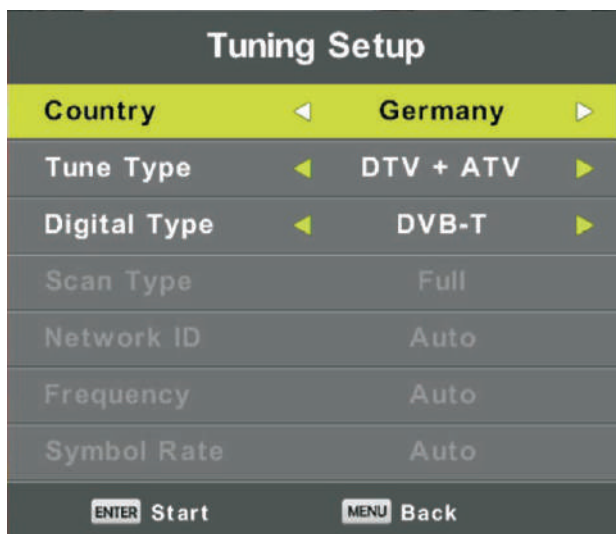 Tuning Setup
Country Germany
Tune Type DTV + ATV
Digital Type DVB-T
Scan Type Full
Network ID Auto
Frequency Auto
Symbol Rate Auto
ENTER Start MENU Back